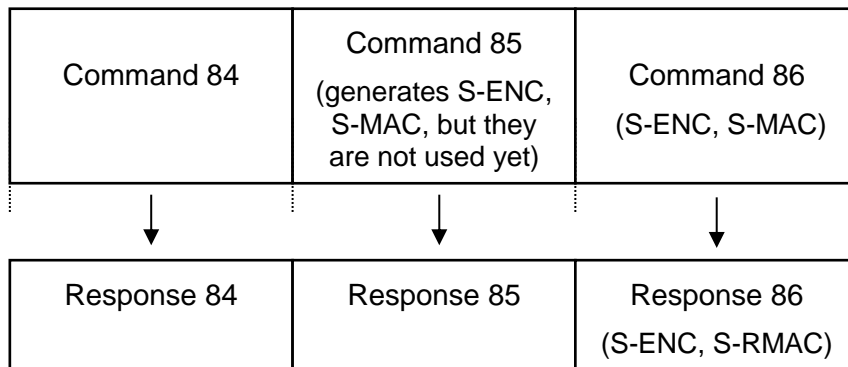 Command 84
Command 85
(generates S-ENC,
S-MAC, but they
are not used yet)
Command 86
(S-ENC, S-MAC)
Response 84
Response 85
Response 86
(S-ENC, S-RMAC)